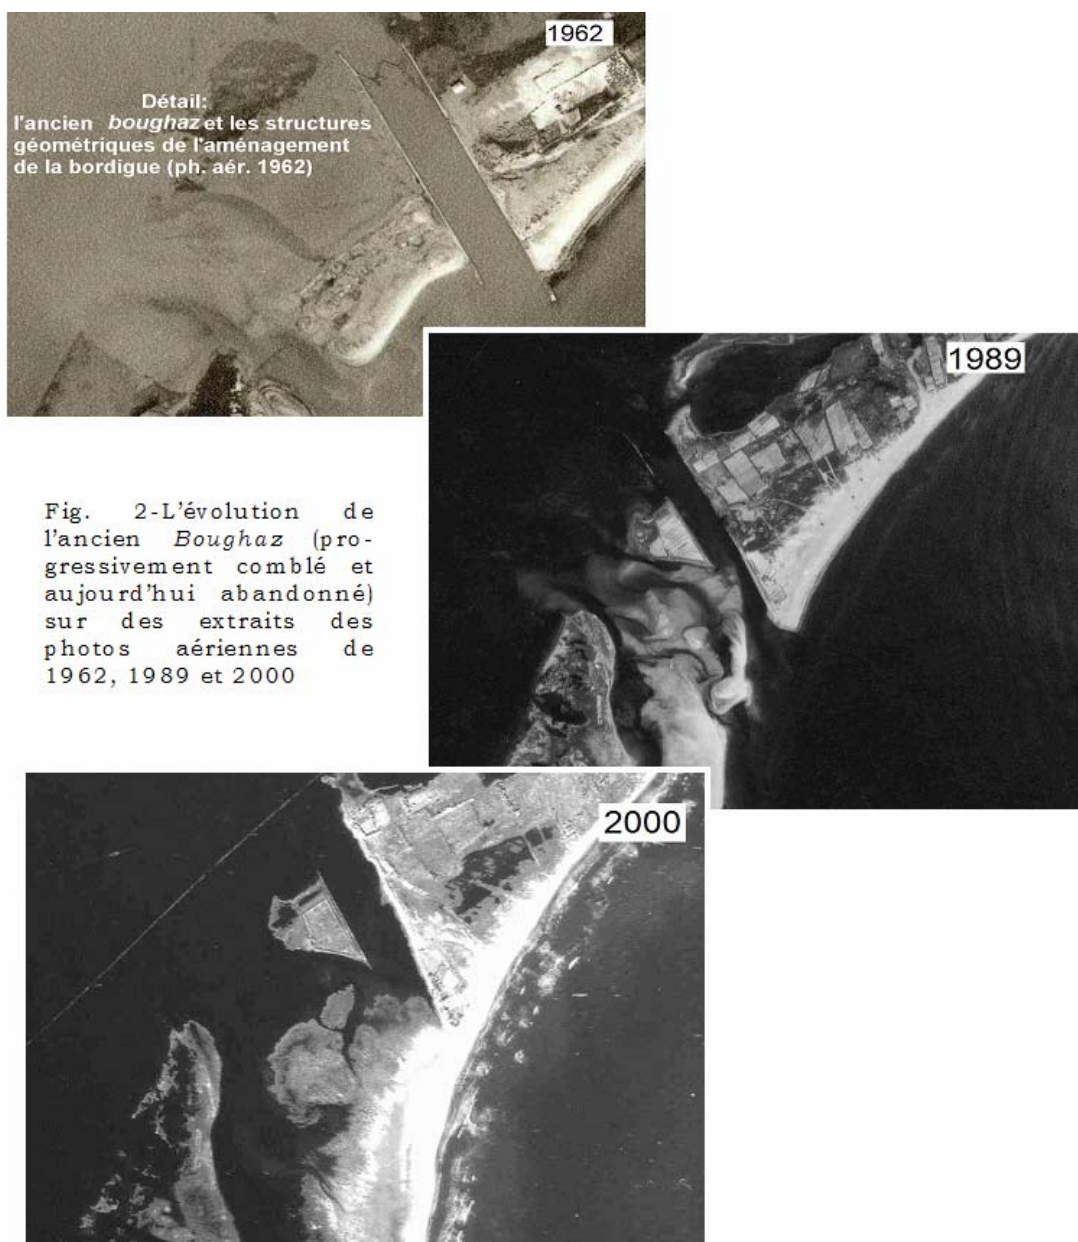 1962
Détail:
l'ancien boughaz et les structures
géométriques de l'aménagement
de la bordigue (ph. aér. 1962)
1989
Fig. 2-L'évolution de
l'ancien Boughaz (pro-
gressivement comblé et
aujourd'hui abandonné)
sur des extraits des
photos aériennes de
1962, 1989 et 2000
2000